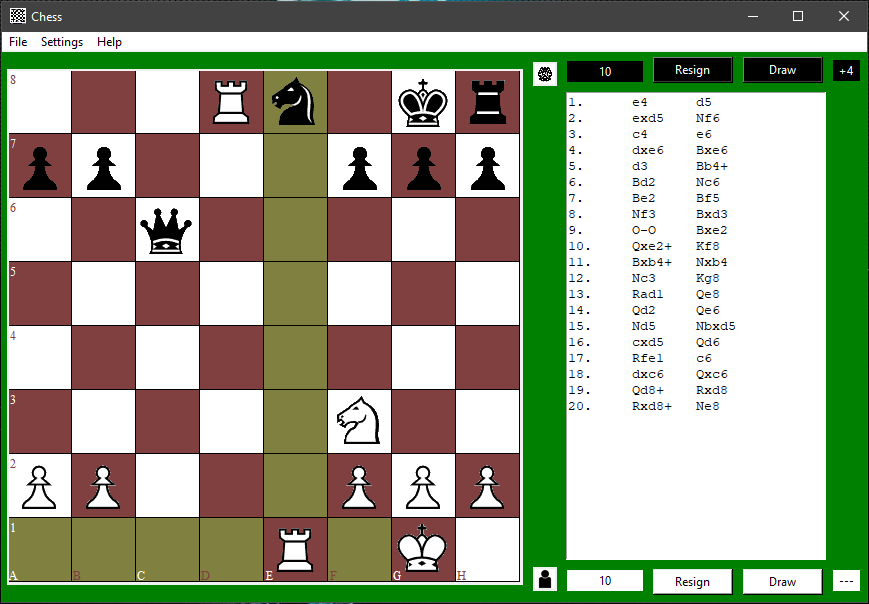 Chess
File Settings Help
10 Resign Draw +4
8
7
6
5
4
3
2
1
A B C D E F G H
1. e4 d5
2. exd5 Nf6
3. c4 e6
4. dxe6 Bxe6
5. d3 Bb4+
6. Bd2 Nc6
7. Be2 Bf5
8. Nf3 Bxd3
9. O-O Bxe2
10. Qxe2+ Kf8
11. Bxb4+ Nxb4
12. Nc3 Kg8
13. Rad1 Qe8
14. Qd2 Qe6
15. Nd5 Nbxd5
16. cxd5 Qd6
17. Rfe1 c6
18. dxc6 Qxc6
19. Qd8+ Rxd8
20. Rxd8+ Ne8
10 Resign Draw ---